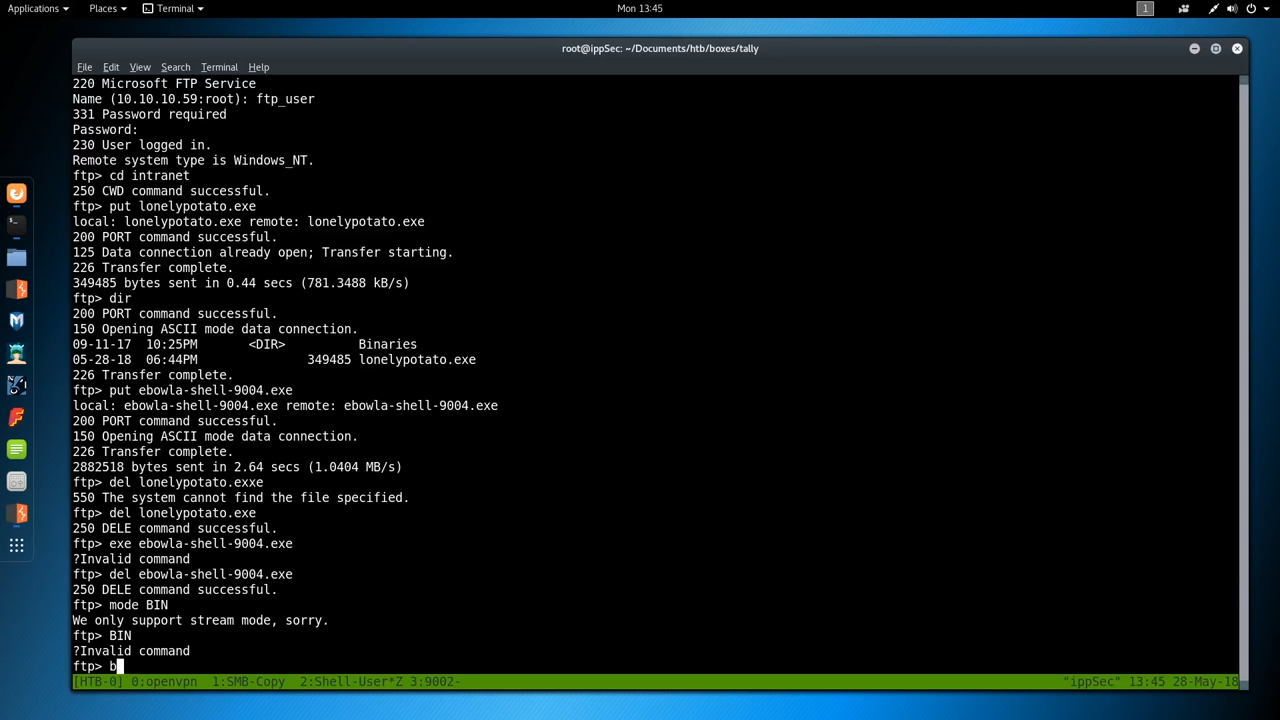 Applications Places Terminal Mon 13:45 1
root@ippSec: ~/Documents/htb/boxes/tally
File Edit View Search Terminal Help
220 Microsoft FTP Service
Name (10.10.10.59:root): ftp_user
331 Password required
Password:
230 User logged in.
Remote system type is Windows_NT.
ftp> cd intranet
250 CWD command successful.
ftp> put lonelypotato.exe
local: lonelypotato.exe remote: lonelypotato.exe
200 PORT command successful.
125 Data connection already open; Transfer starting.
226 Transfer complete.
349485 bytes sent in 0.44 secs (781.3488 kB/s)
ftp> dir
200 PORT command successful.
150 Opening ASCII mode data connection.
09-11-17  10:25PM       <DIR>          Binaries
05-28-18  06:44PM               349485 lonelypotato.exe
226 Transfer complete.
ftp> put ebowla-shell-9004.exe
local: ebowla-shell-9004.exe remote: ebowla-shell-9004.exe
200 PORT command successful.
150 Opening ASCII mode data connection.
226 Transfer complete.
2882518 bytes sent in 2.64 secs (1.0404 MB/s)
ftp> del lonelypotato.exxe
550 The system cannot find the file specified.
ftp> del lonelypotato.exe
250 DELE command successful.
ftp> exe ebowla-shell-9004.exe
?Invalid command
ftp> del ebowla-shell-9004.exe
250 DELE command successful.
ftp> mode BIN
We only support stream mode, sorry.
ftp> BIN
?Invalid command
ftp> b
[HTB-0] 0:openvpn  1:SMB-Copy  2:Shell-User*Z 3:9002- "ippSec" 13:45 28-May-18